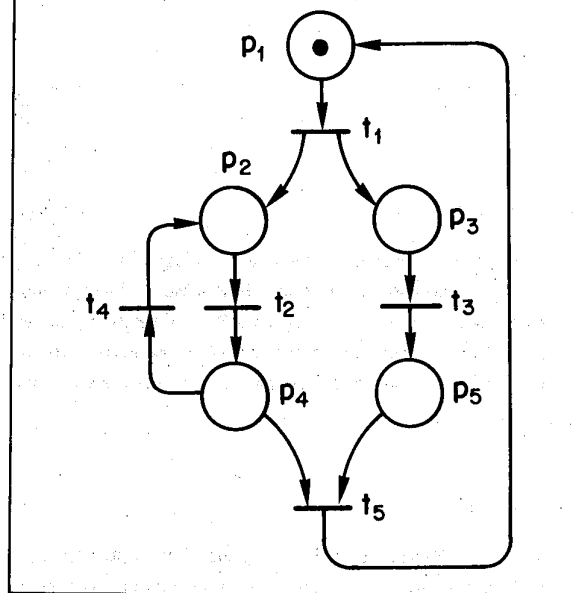 p₁
t₁
p₂
p₃
t₄
t₂
t₃
p₄
p₅
t₅